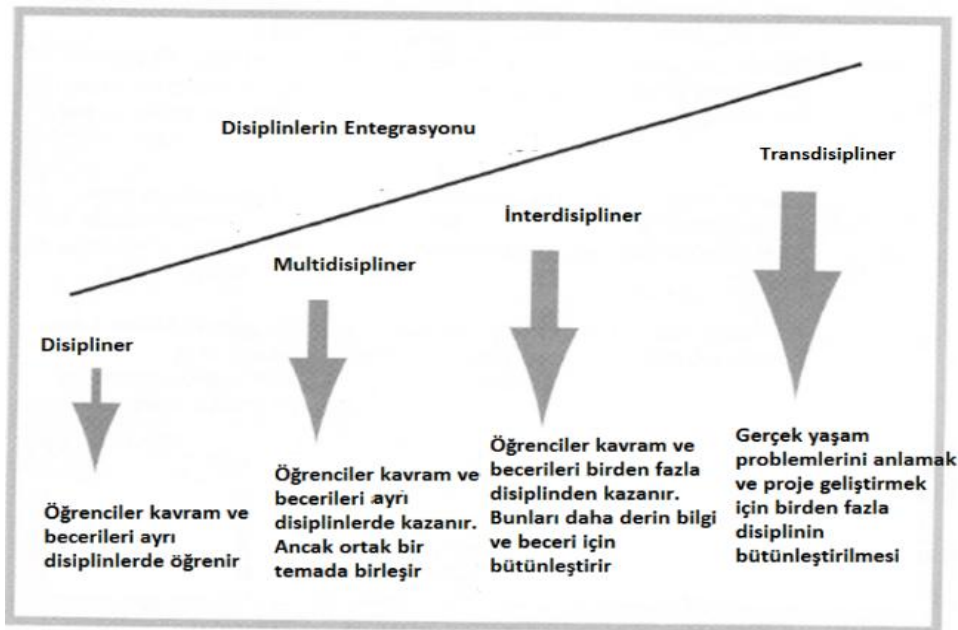 Disiplinlerin Entegrasyonu
Transdisipliner
İnterdisipliner
Multidisipliner
Disipliner
Öğrenciler kavram ve
becerileri ayrı
disiplinlerde öğrenir
Öğrenciler kavram ve
becerileri ayrı
disiplinlerde kazanır.
Ancak ortak bir
temada birleşir
Öğrenciler kavram ve
becerileri birden fazla
disiplinden kazanır.
Bunları daha derin bilgi
ve beceri için
bütünleştirir
Gerçek yaşam
problemlerini anlamak
ve proje geliştirmek
için birden fazla
disiplinin
bütünleştirilmesi